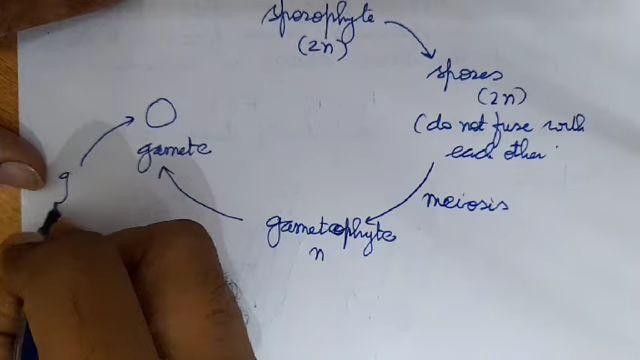 sporophyte
(2n)
spores
(2n)
(do not fuse with
each other
meiosis
gametophyte
n
gamete
g